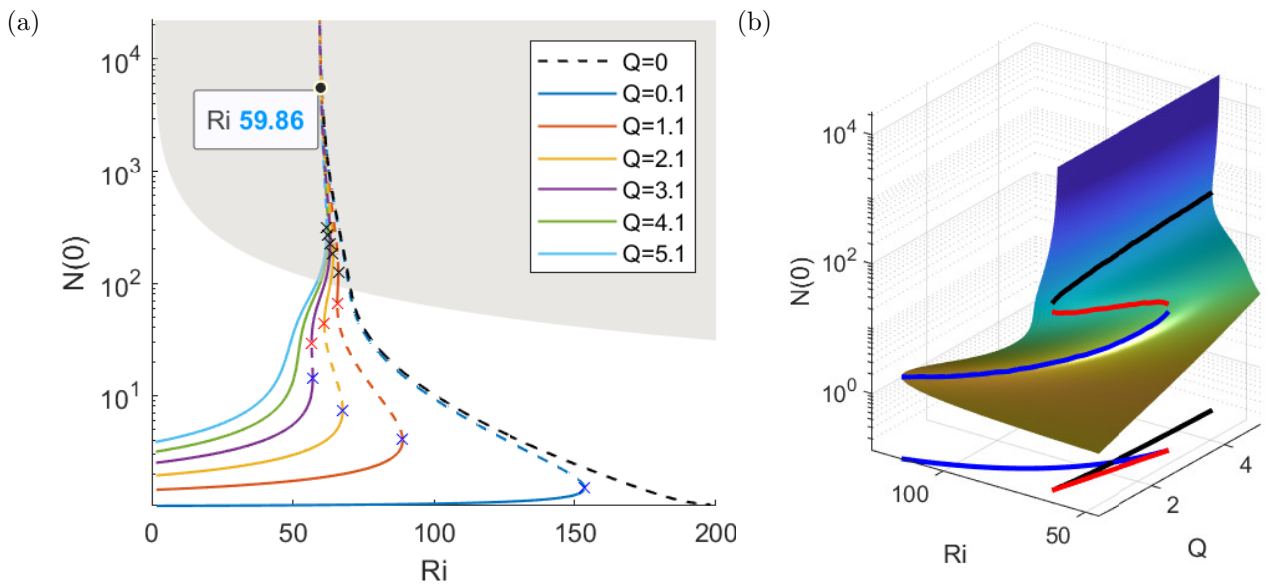 (a)
N(0)
10^4
10^3
10^2
10^1
Ri 59.86
Q=0
Q=0.1
Q=1.1
Q=2.1
Q=3.1
Q=4.1
Q=5.1
0 50 100 150 200
Ri
(b)
N(0)
10^4
10^2
10^0
100
50
Ri
2
4
Q